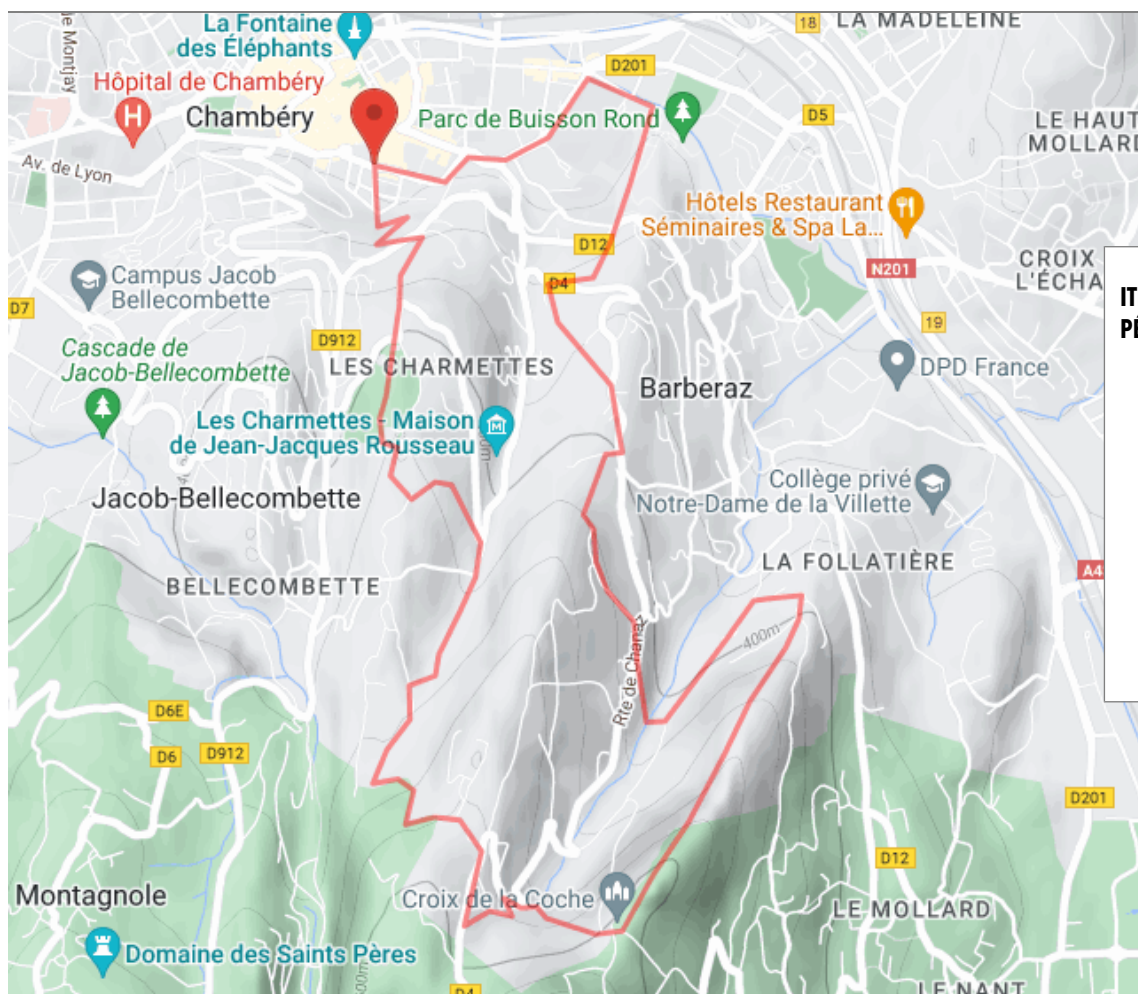 LA MADELEINE
18
La Fontaine
des Éléphants
de Montjay
D201
Hôpital de Chambéry
H
Chambéry
Parc de Buisson Rond
D5
LE HAUT
MOLLARD
Av. de Lyon
Hôtels Restaurant
Séminaires & Spa La...
D12
CROIX
L'ÉCHA
N201
Campus Jacob
Bellecombette
D4
IT
PÉ
D7
19
D912
Cascade de
Jacob-Bellecombette
LES CHARMETTES
DPD France
Barberaz
Les Charmettes - Maison
de Jean-Jacques Rousseau
M
Jacob-Bellecombette
Collège privé
Notre-Dame de la Villette
LA FOLLATIÈRE
A4
BELLECOMBETTE
400m
Rte de Chanaz
D6E
D912
D6
D201
D12
Montagnole
Croix de la Coche
LE MOLLARD
Domaine des Saints Pères
D4
LE NANT